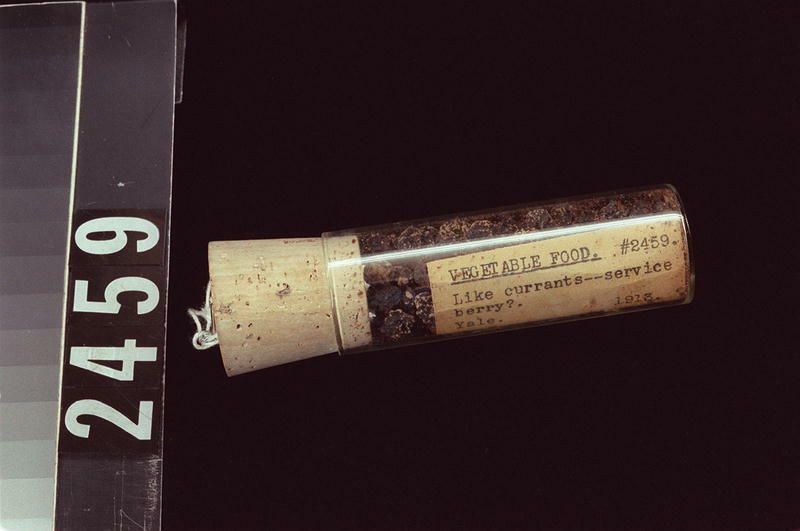 2459
VEGETABLE FOOD. #2459.
Like currants--service
berry?. 1913.
Yale.